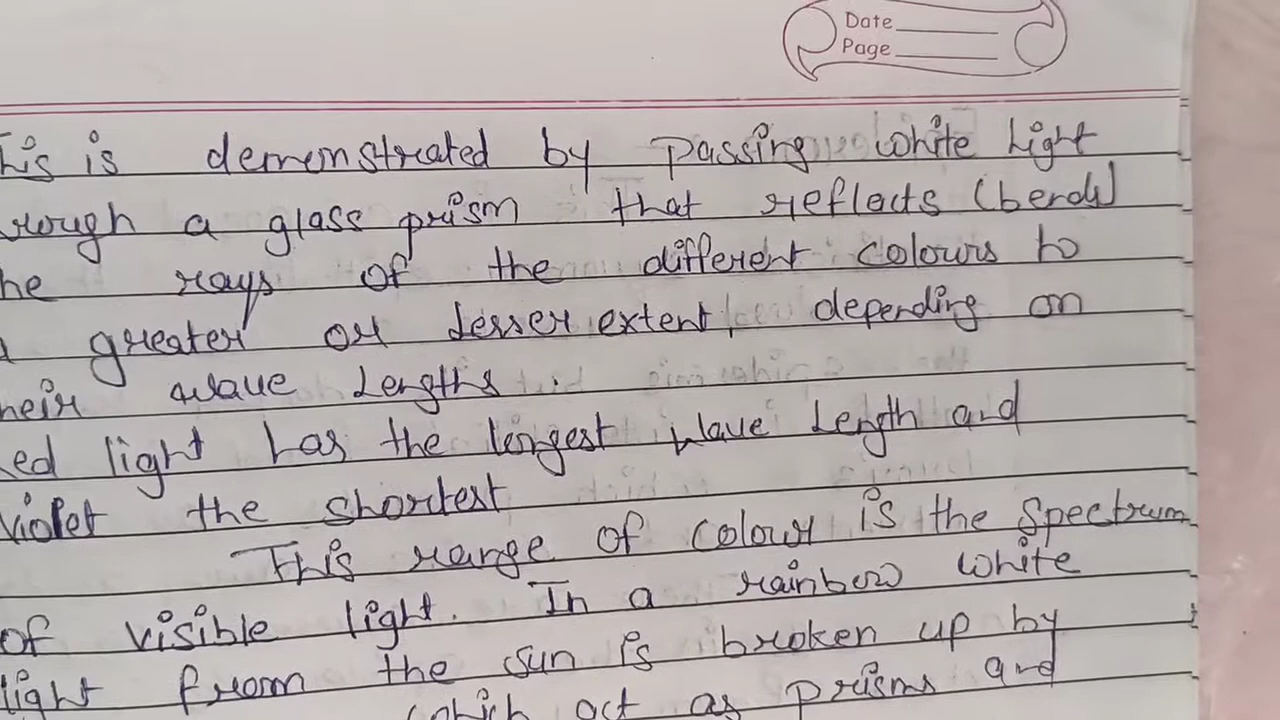 Date
Page
This is demonstrated by passing white light
rough a glass prism that reflects (bends)
he rays of the different colours to
a greater or lesser extent, depending on
heir wave lengths.
ed light has the longest wave length and
violet the shortest
This range of colour is the spectrum
of visible light. In a rainbow white
light from the sun is broken up by
which act as prisms and